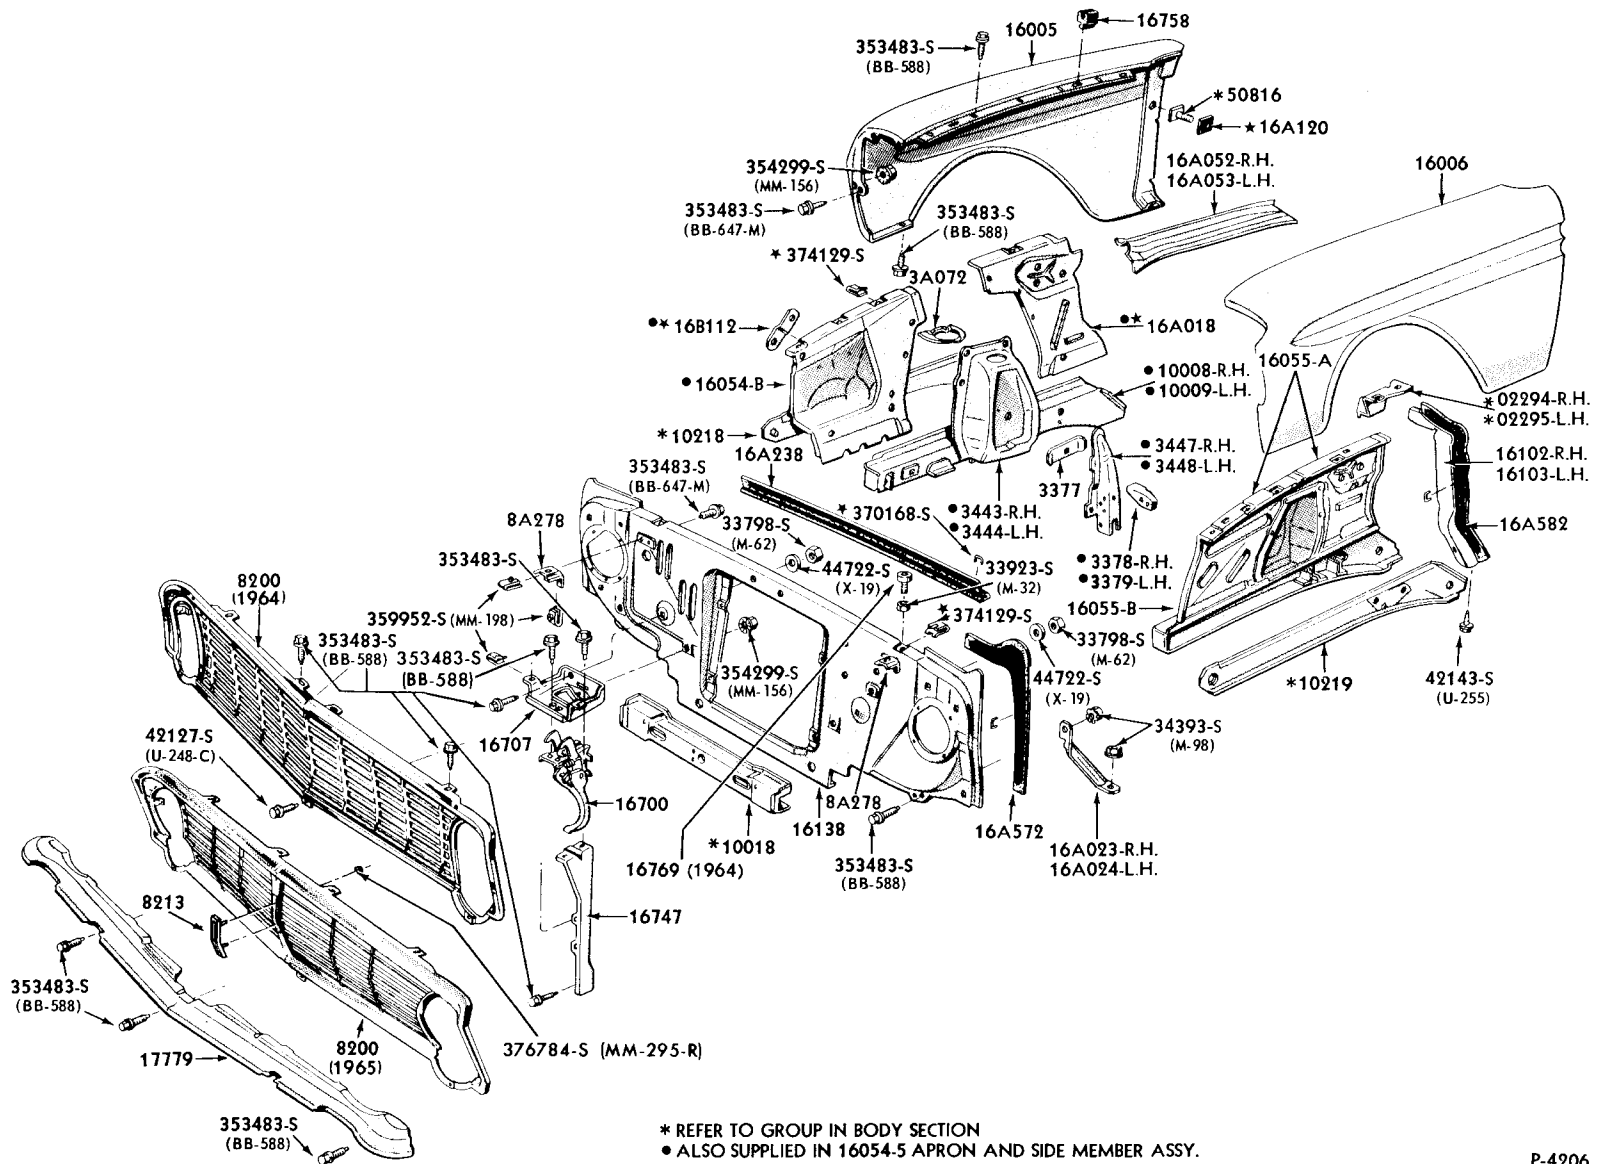 16758
16005
353483-S
(BB-588)
*50816
★16A120
354299-S
(MM-156)
16A052-R.H.
16A053-L.H.
16006
353483-S
(BB-647-M)
353483-S
(BB-588)
★374129-S
3A072
●★16B112
●★
16A018
16055-A
●16054-B
●10008-R.H.
●10009-L.H.
*02294-R.H.
*02295-L.H.
*10218
16A238
●3447-R.H.
●3448-L.H.
16102-R.H.
16103-L.H.
353483-S
(BB-647-M)
3377
8A278
33798-S
(M-62)
★370168-S
●3443-R.H.
●3444-L.H.
16A582
353483-S
44722-S
(X-19)
33923-S
(M-32)
●3378-R.H.
●3379-L.H.
8200
(1964)
359952-S (MM-198)
★374129-S
16055-B
353483-S
(BB-588)
353483-S
(BB-588)
33798-S
(M-62)
354299-S
(MM-156)
44722-S
(X-19)
*10219
42143-S
(U-255)
42127-S
(U-248-C)
16707
34393-S
(M-98)
16700
8A278
16138
16A572
*10018
16769 (1964)
353483-S
(BB-588)
16A023-R.H.
16A024-L.H.
8213
16747
353483-S
(BB-588)
8200
(1965)
376784-S (MM-295-R)
17779
353483-S
(BB-588)
* REFER TO GROUP IN BODY SECTION
● ALSO SUPPLIED IN 16054-5 APRON AND SIDE MEMBER ASSY.
P-4206